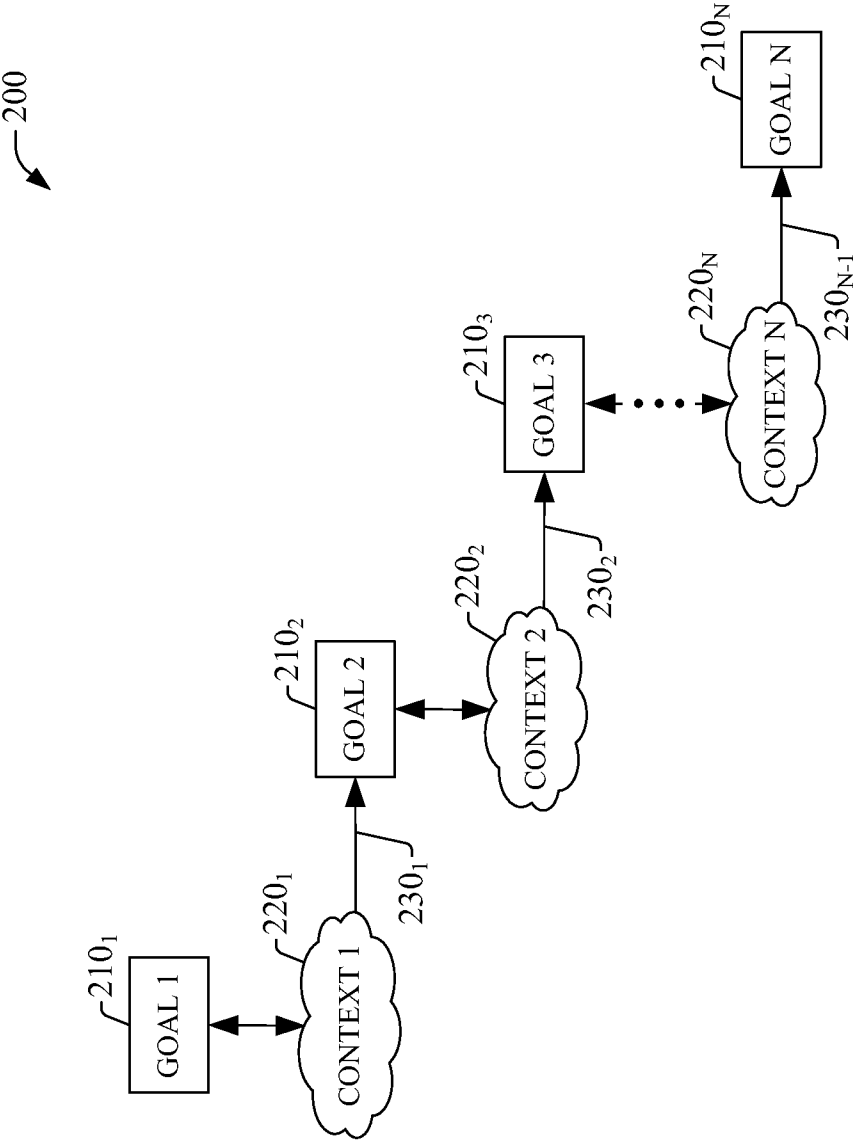 200
210₁
GOAL 1
220₁
CONTEXT 1
230₁
210₂
GOAL 2
220₂
CONTEXT 2
230₂
210₃
GOAL 3
220_N
CONTEXT N
230_N-1
210_N
GOAL N